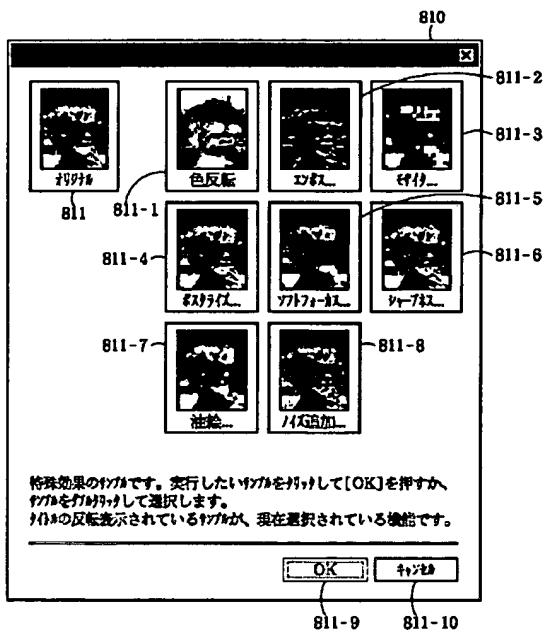 810
811-2
811-3
オリジナル
色反転
エンボス...
モザイク...
811
811-1
811-5
811-4
811-6
ポスタライズ...
ソフトフォーカス...
シャープネス...
811-7
811-8
油絵...
ノイズ追加...
特殊効果のサンプルです。実行したいサンプルをクリックして[OK]を押すか、
サンプルをダブルクリックして選択します。
タイトルの反転表示されているサンプルが、現在選択されている機能です。
OK
キャンセル
811-9
811-10